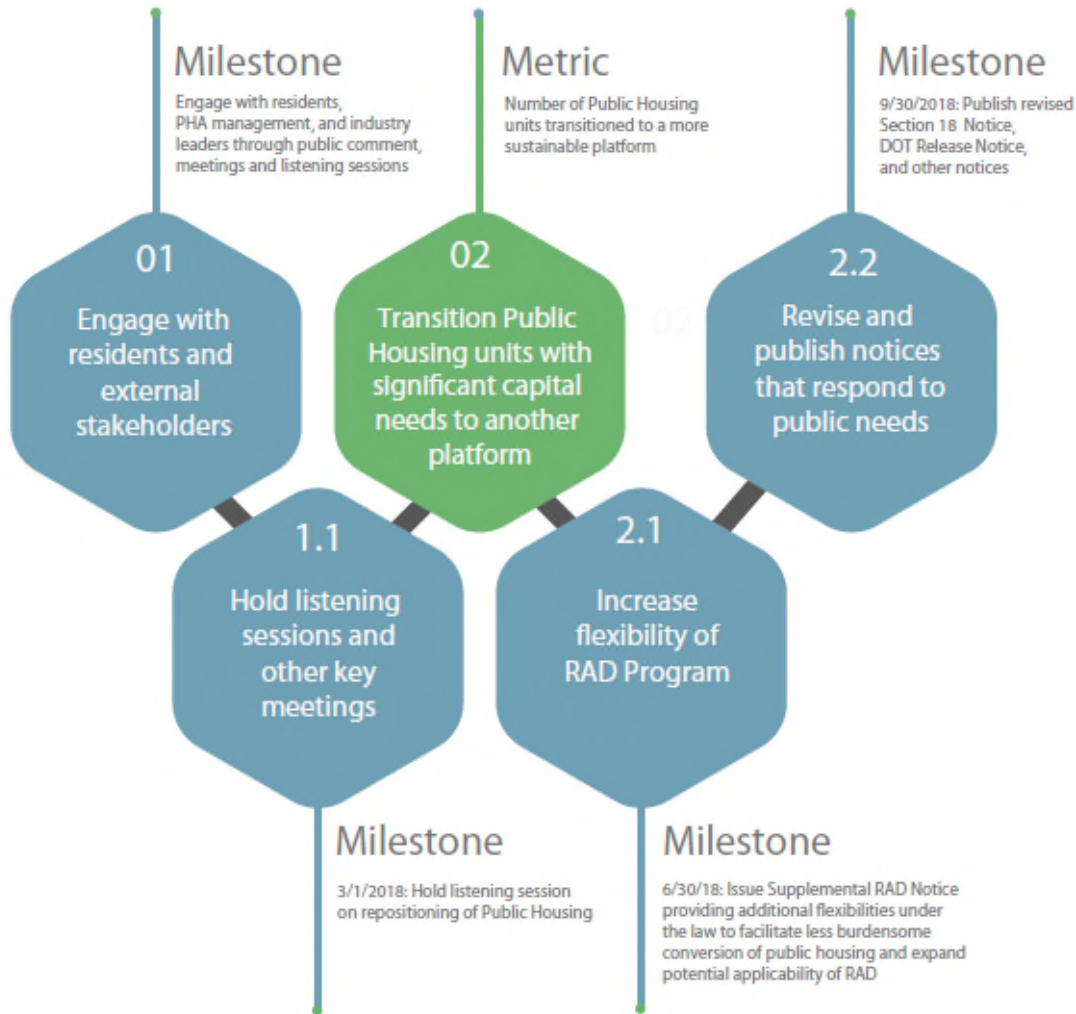 Milestone
Engage with residents,
PHA management, and industry
leaders through public comment,
meetings and listening sessions
Metric
Number of Public Housing
units transitioned to a more
sustainable platform
Milestone
9/30/2018: Publish revised
Section 18 Notice,
DOT Release Notice,
and other notices
01
Engage with
residents and
external
stakeholders
02
Transition Public
Housing units with
significant capital
needs to another
platform
02
2.2
Revise and
publish notices
that respond to
public needs
1.1
Hold listening
sessions and
other key
meetings
2.1
Increase
flexibility of
RAD Program
Milestone
3/1/2018: Hold listening session
on repositioning of Public Housing
Milestone
6/30/18: Issue Supplemental RAD Notice
providing additional flexibilities under
the law to facilitate less burdensome
conversion of public housing and expand
potential applicability of RAD